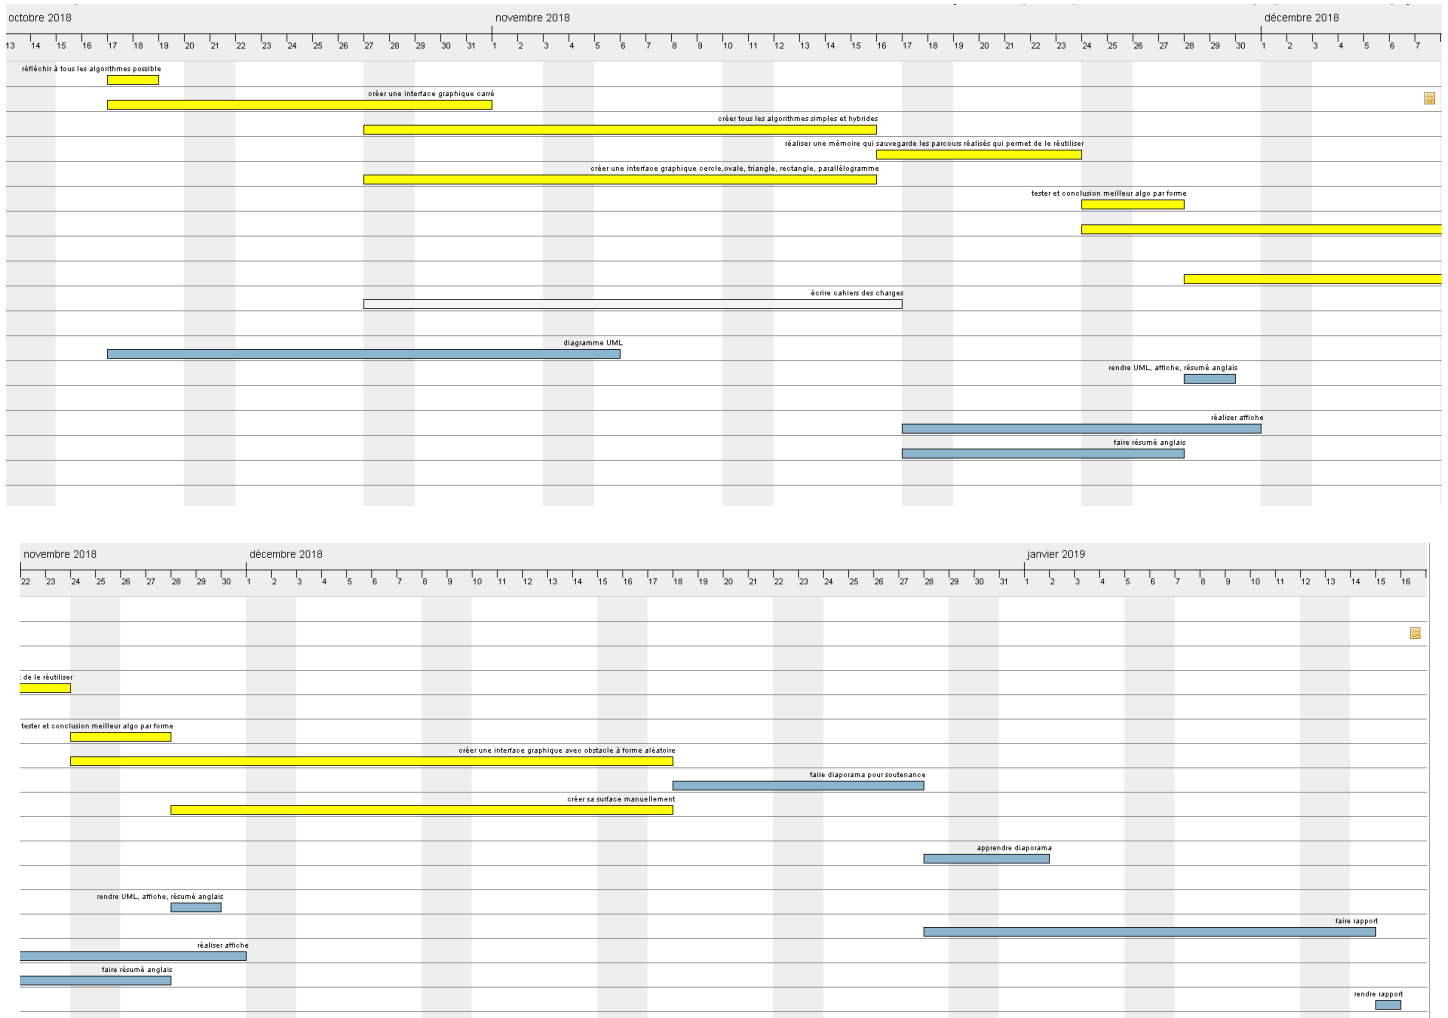 octobre 2018 novembre 2018 décembre 2018
13 14 15 16 17 18 19 20 21 22 23 24 25 26 27 28 29 30 31 1 2 3 4 5 6 7 8 9 10 11 12 13 14 15 16 17 18 19 20 21 22 23 24 25 26 27 28 29 30 1 2 3 4 5 6 7
réfléchir à tous les algorithmes possible
créer une interface graphique carré
créer tous les algorithmes simples et hybrides
réaliser une mémoire qui sauvegarde les parcours réalisés qui permet de le réutiliser
créer une interface graphique cercle,ovale, triangle, rectangle, parallélogramme
tester et conclusion meilleur algo par forme
écrire cahiers des charges
diagramme UML
rendre UML, affiche, résumé anglais
réaliser affiche
faire résumé anglais
novembre 2018 décembre 2018 janvier 2019
22 23 24 25 26 27 28 29 30 1 2 3 4 5 6 7 8 9 10 11 12 13 14 15 16 17 18 19 20 21 22 23 24 25 26 27 28 29 30 31 1 2 3 4 5 6 7 8 9 10 11 12 13 14 15 16
de le réutiliser
tester et conclusion meilleur algo par forme
créer une interface graphique avec obstacle à forme aléatoire
faire diaporama pour soutenance
créer sa surface manuellement
apprendre diaporama
rendre UML, affiche, résumé anglais
faire rapport
réaliser affiche
faire résumé anglais
rendre rapport